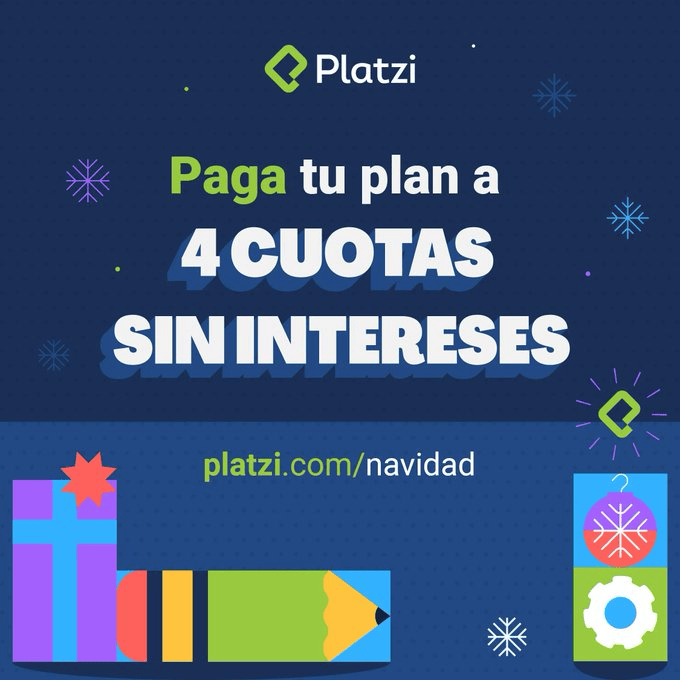 Platzi
Paga tu plan a
4 CUOTAS
SIN INTERESES
platzi.com/navidad